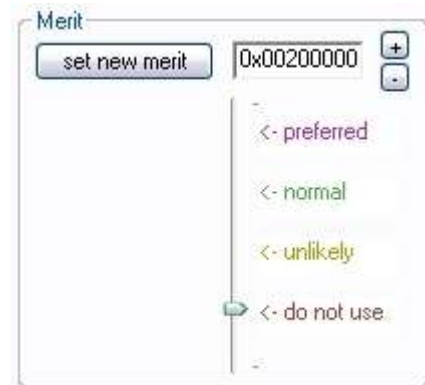 Merit
set new merit 0x00200000 +
-
-
<- preferred
<- normal
<- unlikely
<- do not use
-